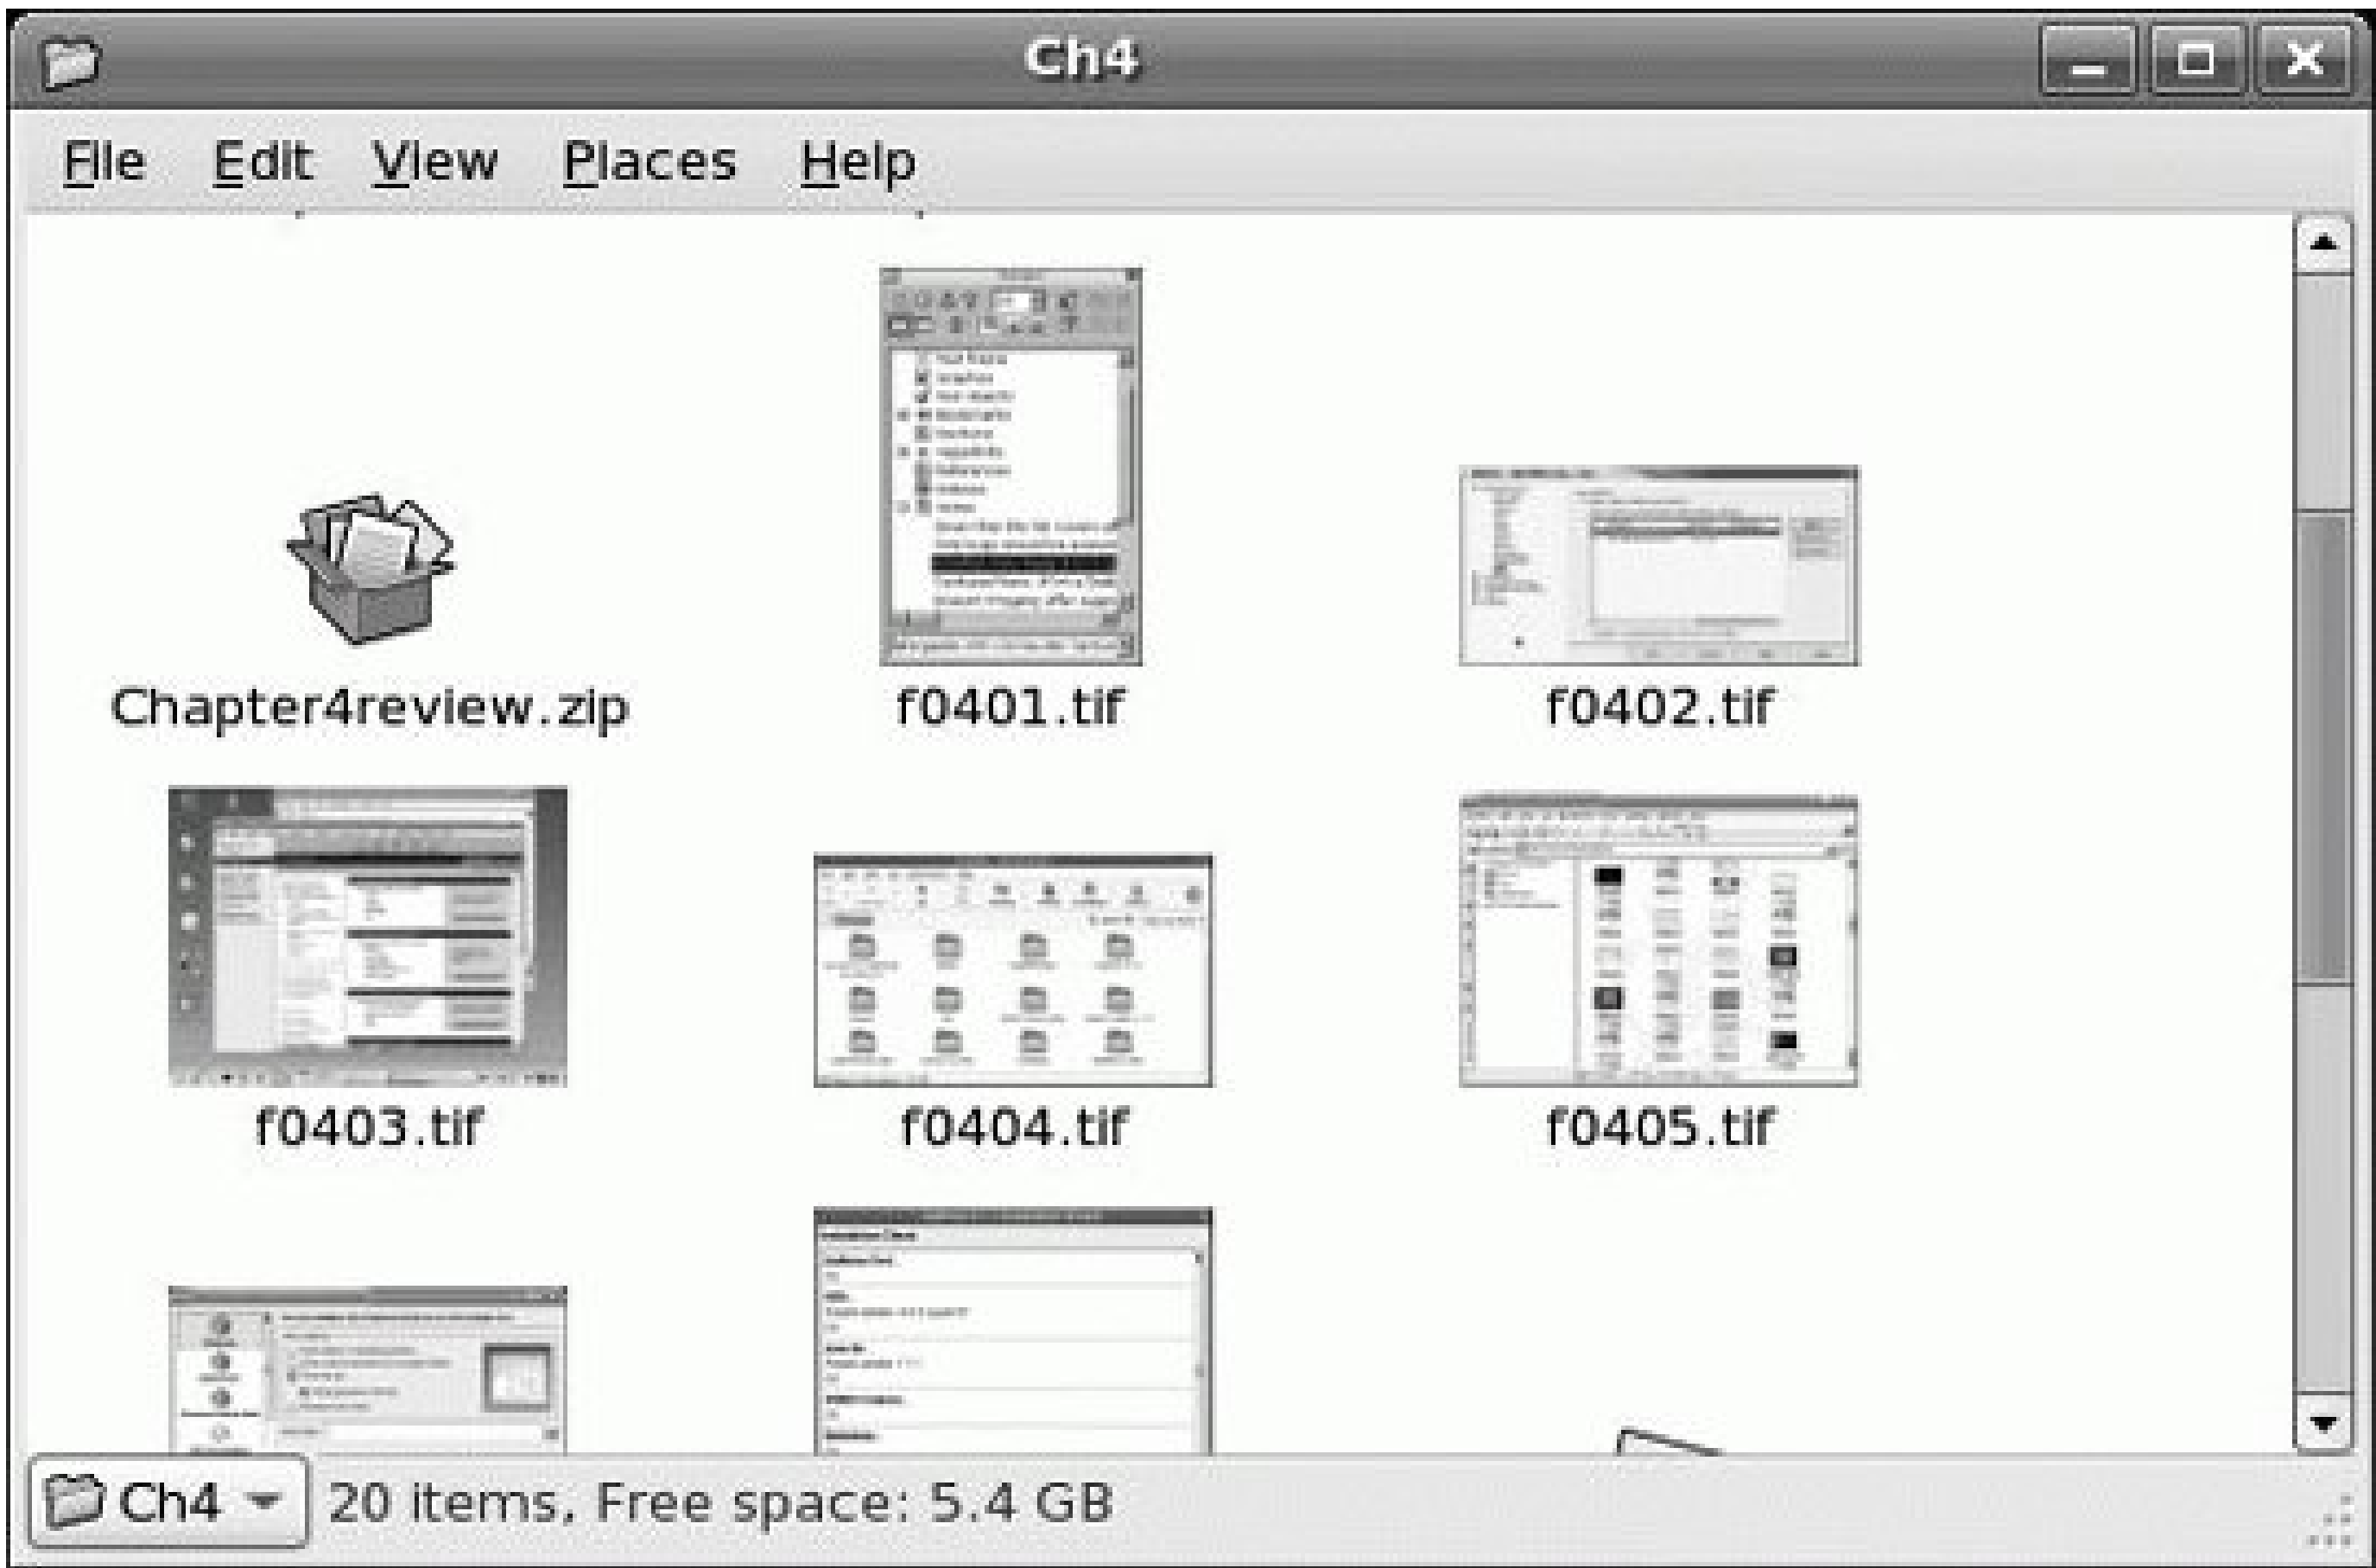 Ch4
File Edit View Places Help
Chapter4review.zip f0401.tif f0402.tif
f0403.tif f0404.tif f0405.tif
Ch4 20 items, Free space: 5.4 GB